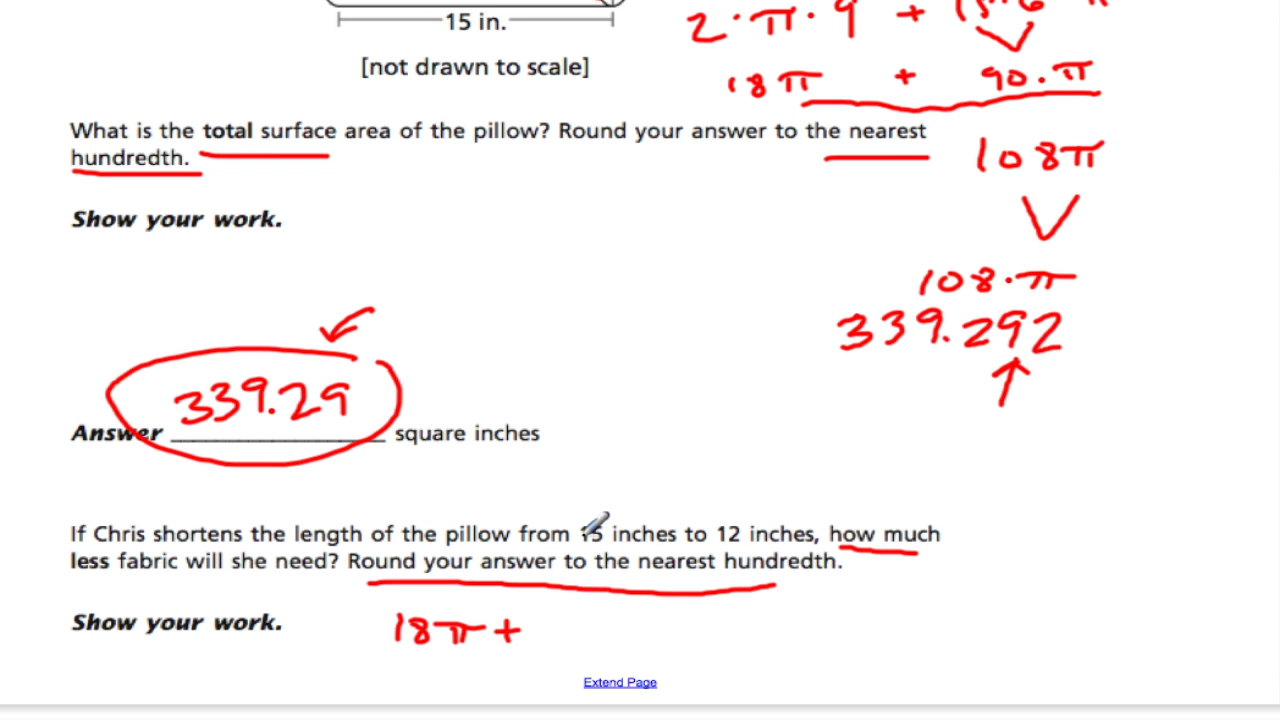 15 in.
2·π·9 +
[not drawn to scale]
18π + 90·π
What is the total surface area of the pillow? Round your answer to the nearest
hundredth.
108π
Show your work.
108·π
339.292
339.29
Answer square inches
If Chris shortens the length of the pillow from 15 inches to 12 inches, how much
less fabric will she need? Round your answer to the nearest hundredth.
Show your work.
18π +
Extend Page